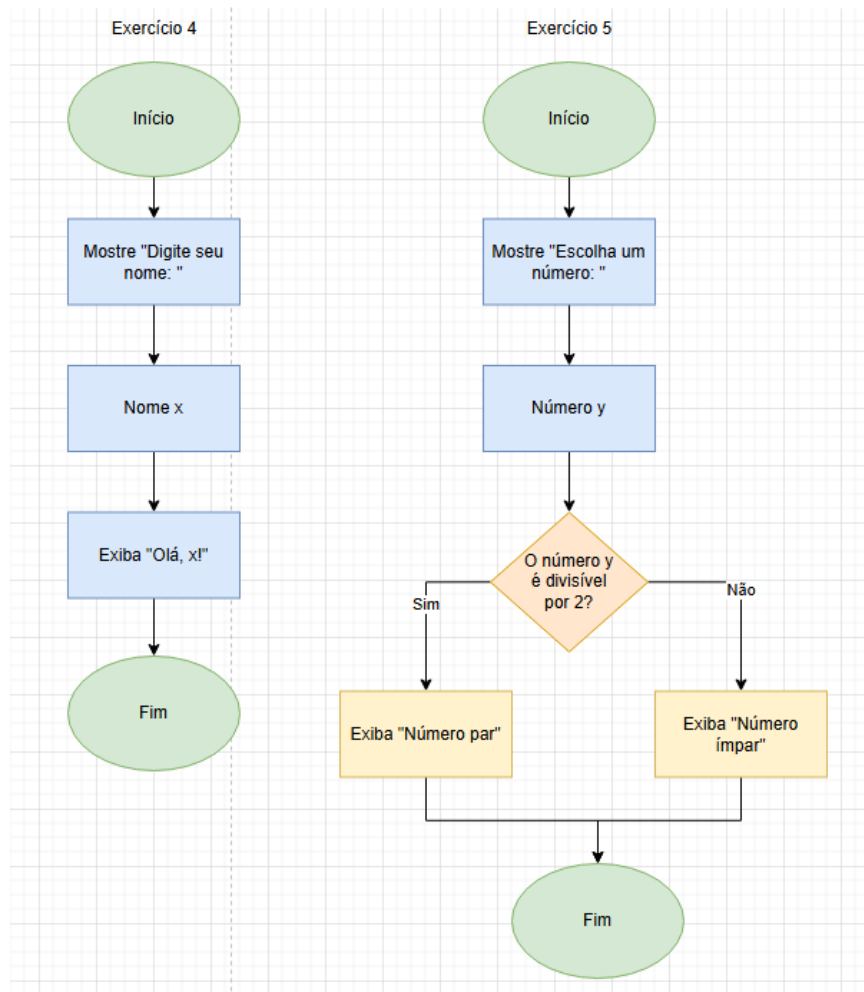 Exercício 4
Início
Mostre "Digite seu
nome: "
Nome x
Exiba "Olá, x!"
Fim
Exercício 5
Início
Mostre "Escolha um
número: "
Número y
O número y
é divisível
por 2?
Sim
Não
Exiba "Número par"
Exiba "Número
ímpar"
Fim